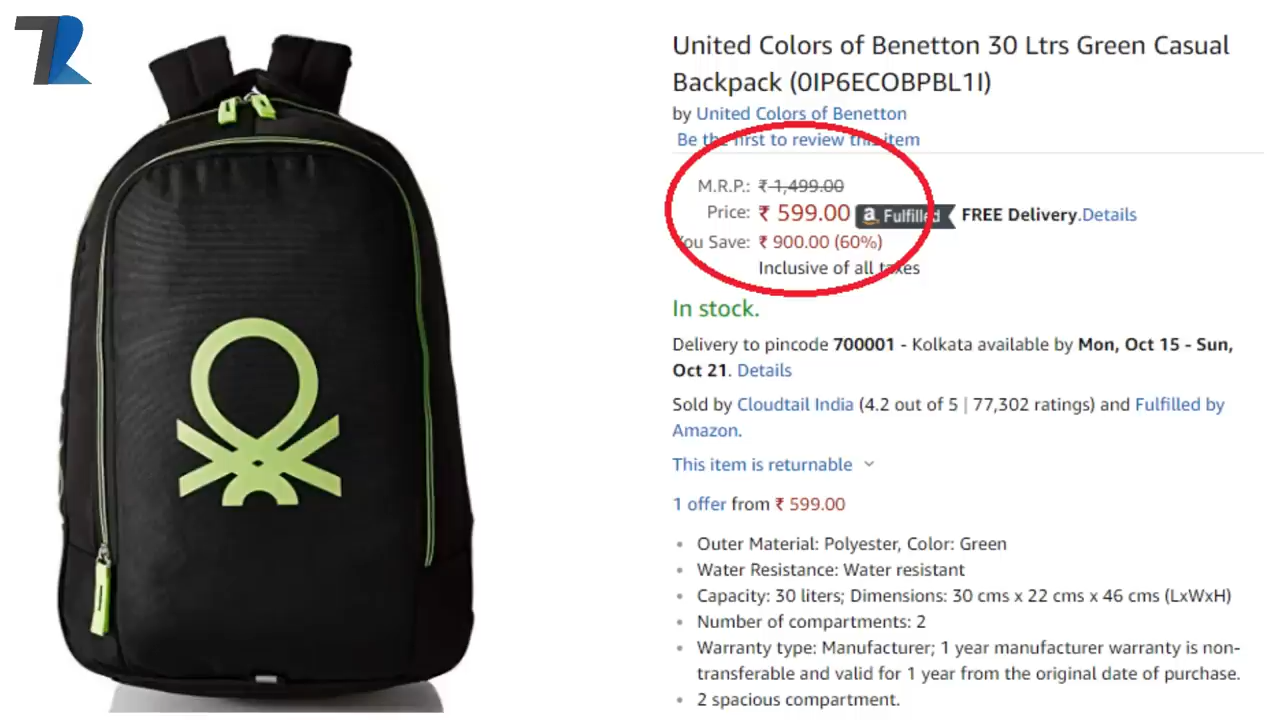 United Colors of Benetton 30 Ltrs Green Casual
Backpack (0IP6ECOBPBL1I)
by United Colors of Benetton
Be the first to review this item
M.R.P.: ₹ 1,499.00
Price: ₹ 599.00 a Fulfilled FREE Delivery.Details
You Save: ₹ 900.00 (60%)
Inclusive of all taxes
In stock.
Delivery to pincode 700001 - Kolkata available by Mon, Oct 15 - Sun,
Oct 21. Details
Sold by Cloudtail India (4.2 out of 5 | 77,302 ratings) and Fulfilled by
Amazon.
This item is returnable
1 offer from ₹ 599.00
• Outer Material: Polyester, Color: Green
• Water Resistance: Water resistant
• Capacity: 30 liters; Dimensions: 30 cms x 22 cms x 46 cms (LxWxH)
• Number of compartments: 2
• Warranty type: Manufacturer; 1 year manufacturer warranty is non-
transferable and valid for 1 year from the original date of purchase.
• 2 spacious compartment.